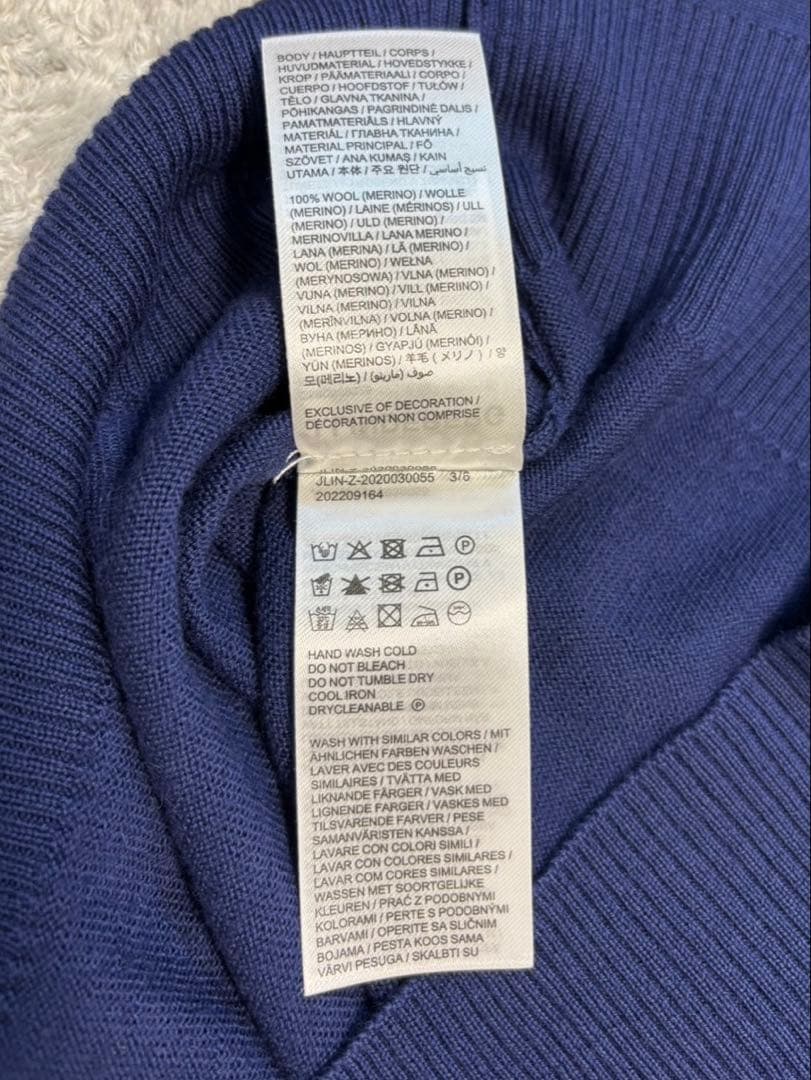 BODY / HAUPTTEIL / CORPS /
HUVUDMATERIAL / HOVEDSTYKKE /
KROP / PÄÄMATERIAALI / CORPO /
CUERPO / HOOFDSTOF / TUŁÓW /
TĚLO / GLAVNA TKANINA /
PÕHIKANGAS / PAGRINDINĖ DALIS /
PAMATMATERIĀLS / HLAVNÝ
MATERIÁL / ГЛАВНА ТКАНИНА /
MATERIAL PRINCIPAL / FŐ
SZÖVET / ANA KUMAŞ / KAIN
UTAMA / 本体 / 주요 원단 / نسيج أساسي
100% WOOL (MERINO) / WOLLE
(MERINO) / LAINE (MÉRINOS) / ULL
(MERINO) / ULD (MERINO) /
MERINOVILLA / LANA MERINO /
LANA (MERINA) / LÃ (MERINO) /
WOL (MERINO) / WEŁNA
(MERYNOSOWA) / VLNA (MERINO) /
VUNA (MERINO) / VILL (MERIINO) /
VILNA (MERINO) / VILNA
(MERĪNVILNA) / VOLNA (MERINO) /
ВУНА (МЕРИНО) / LÂNĂ
(MERINOS) / GYAPJÚ (MERINÓI) /
YÜN (MERINOS) / 羊毛 ( メリノ ) / 양
모(메리노) / صوف (مارينو)
EXCLUSIVE OF DECORATION /
DÉCORATION NON COMPRISE
JLIN-Z-2020030055 3/6
202209164
HAND WASH COLD
DO NOT BLEACH
DO NOT TUMBLE DRY
COOL IRON
DRYCLEANABLE Ⓟ
WASH WITH SIMILAR COLORS / MIT
ÄHNLICHEN FARBEN WASCHEN /
LAVER AVEC DES COULEURS
SIMILAIRES / TVÄTTA MED
LIKNANDE FÄRGER / VASK MED
LIGNENDE FARGER / VASKES MED
TILSVARENDE FARVER / PESE
SAMANVÄRISTEN KANSSA /
LAVARE CON COLORI SIMILI /
LAVAR CON COLORES SIMILARES /
LAVAR COM CORES SIMILARES /
WASSEN MET SOORTGELIJKE
KLEUREN / PRAĆ Z PODOBNYMI
KOLORAMI / PERTE S PODOBNÝMI
BARVAMI / OPERITE SA SLIČNIM
BOJAMA / PESTA KOOS SAMA
VÄRVI PESUGA / SKALBTI SU